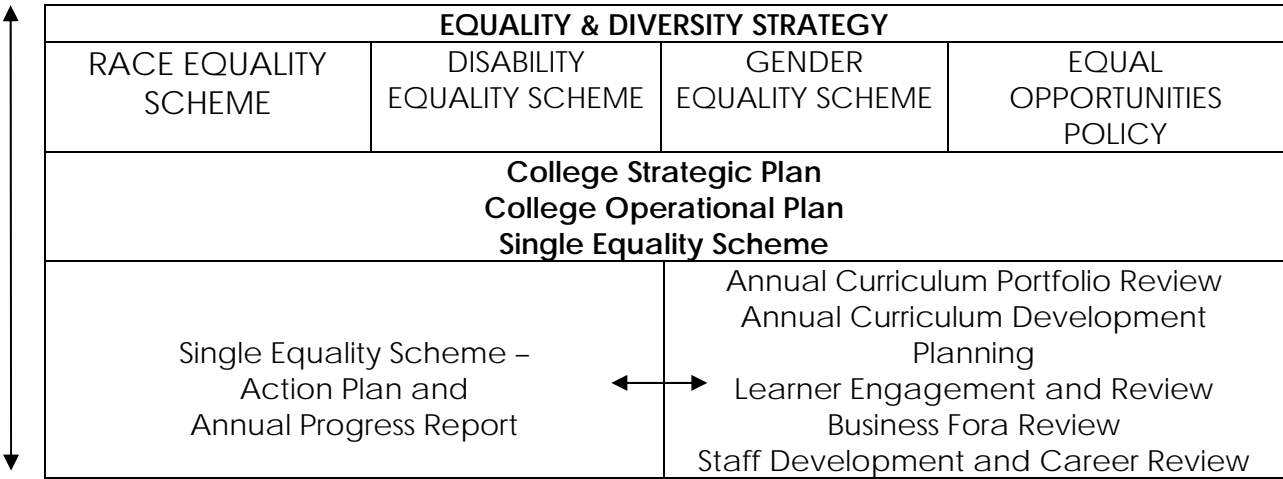 EQUALITY & DIVERSITY STRATEGY
RACE EQUALITY
SCHEME
DISABILITY
EQUALITY SCHEME
GENDER
EQUALITY SCHEME
EQUAL
OPPORTUNITIES
POLICY
College Strategic Plan
College Operational Plan
Single Equality Scheme
Single Equality Scheme –
Action Plan and
Annual Progress Report
Annual Curriculum Portfolio Review
Annual Curriculum Development
Planning
Learner Engagement and Review
Business Fora Review
Staff Development and Career Review